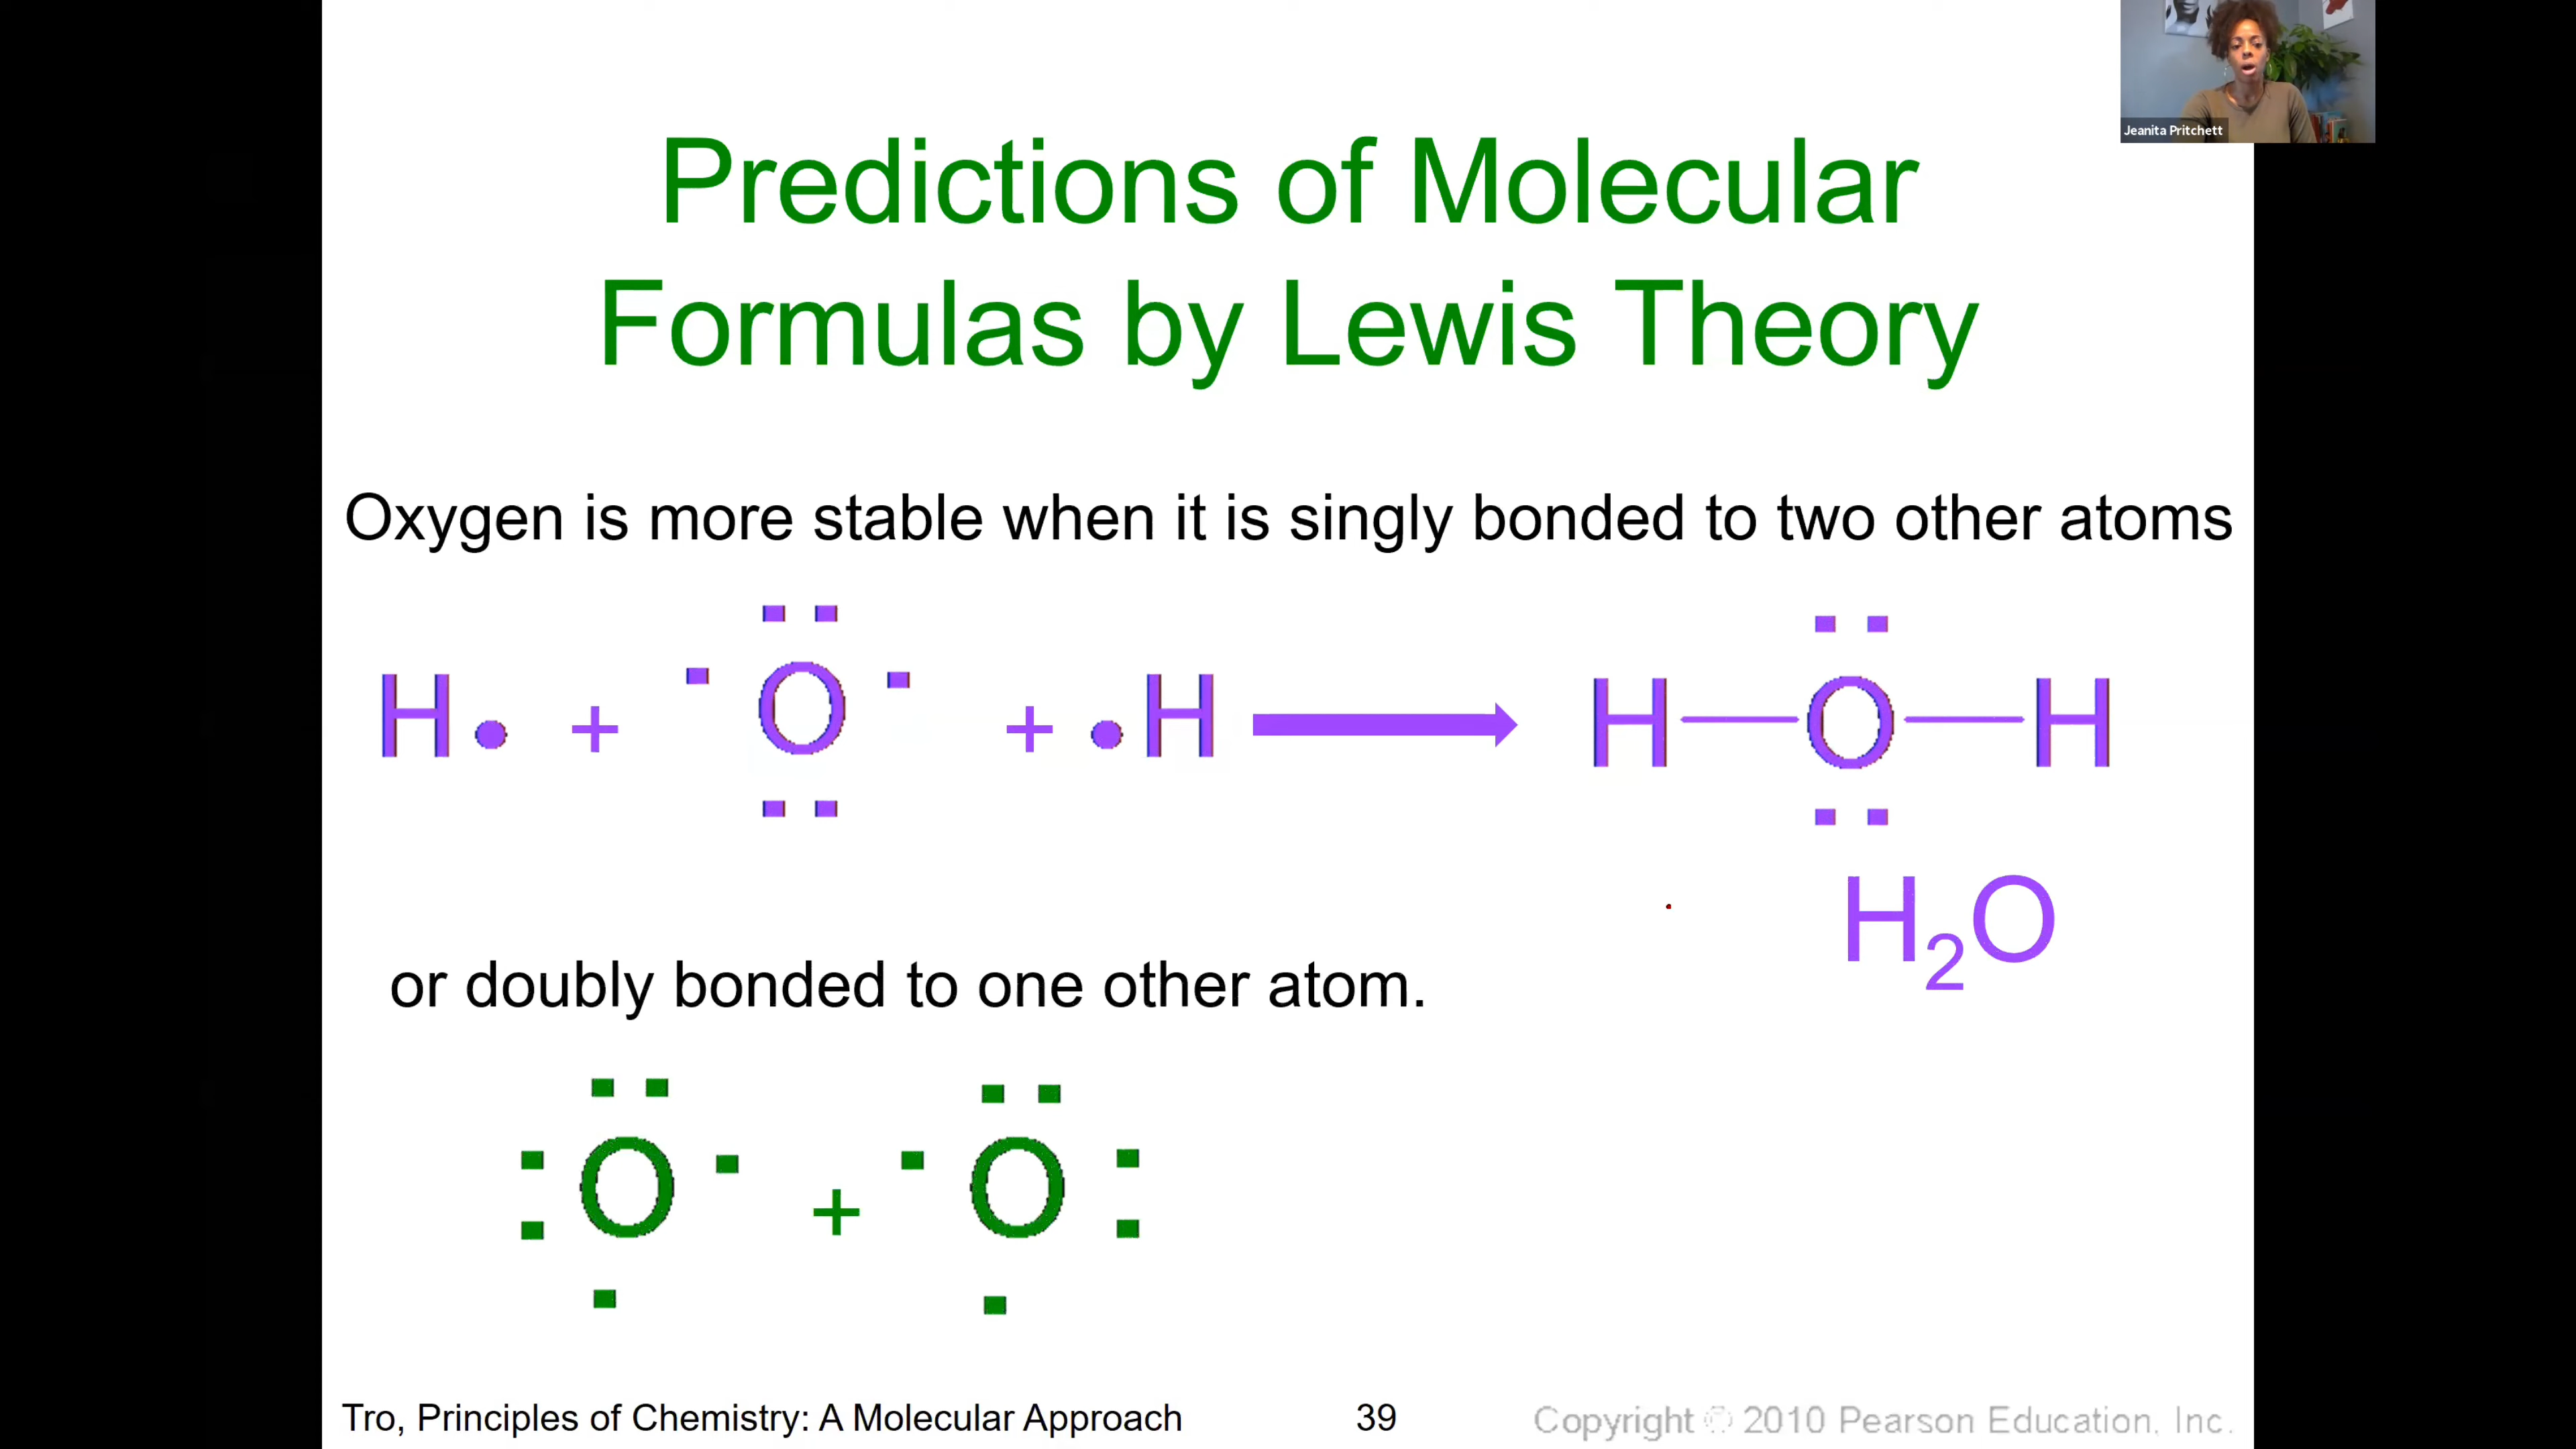 Jeanita Pritchett
Predictions of Molecular
Formulas by Lewis Theory
Oxygen is more stable when it is singly bonded to two other atoms
H• + O + •H → H—O—H
H₂O
or doubly bonded to one other atom.
O + O
Tro, Principles of Chemistry: A Molecular Approach 39 Copyright © 2010 Pearson Education, Inc.